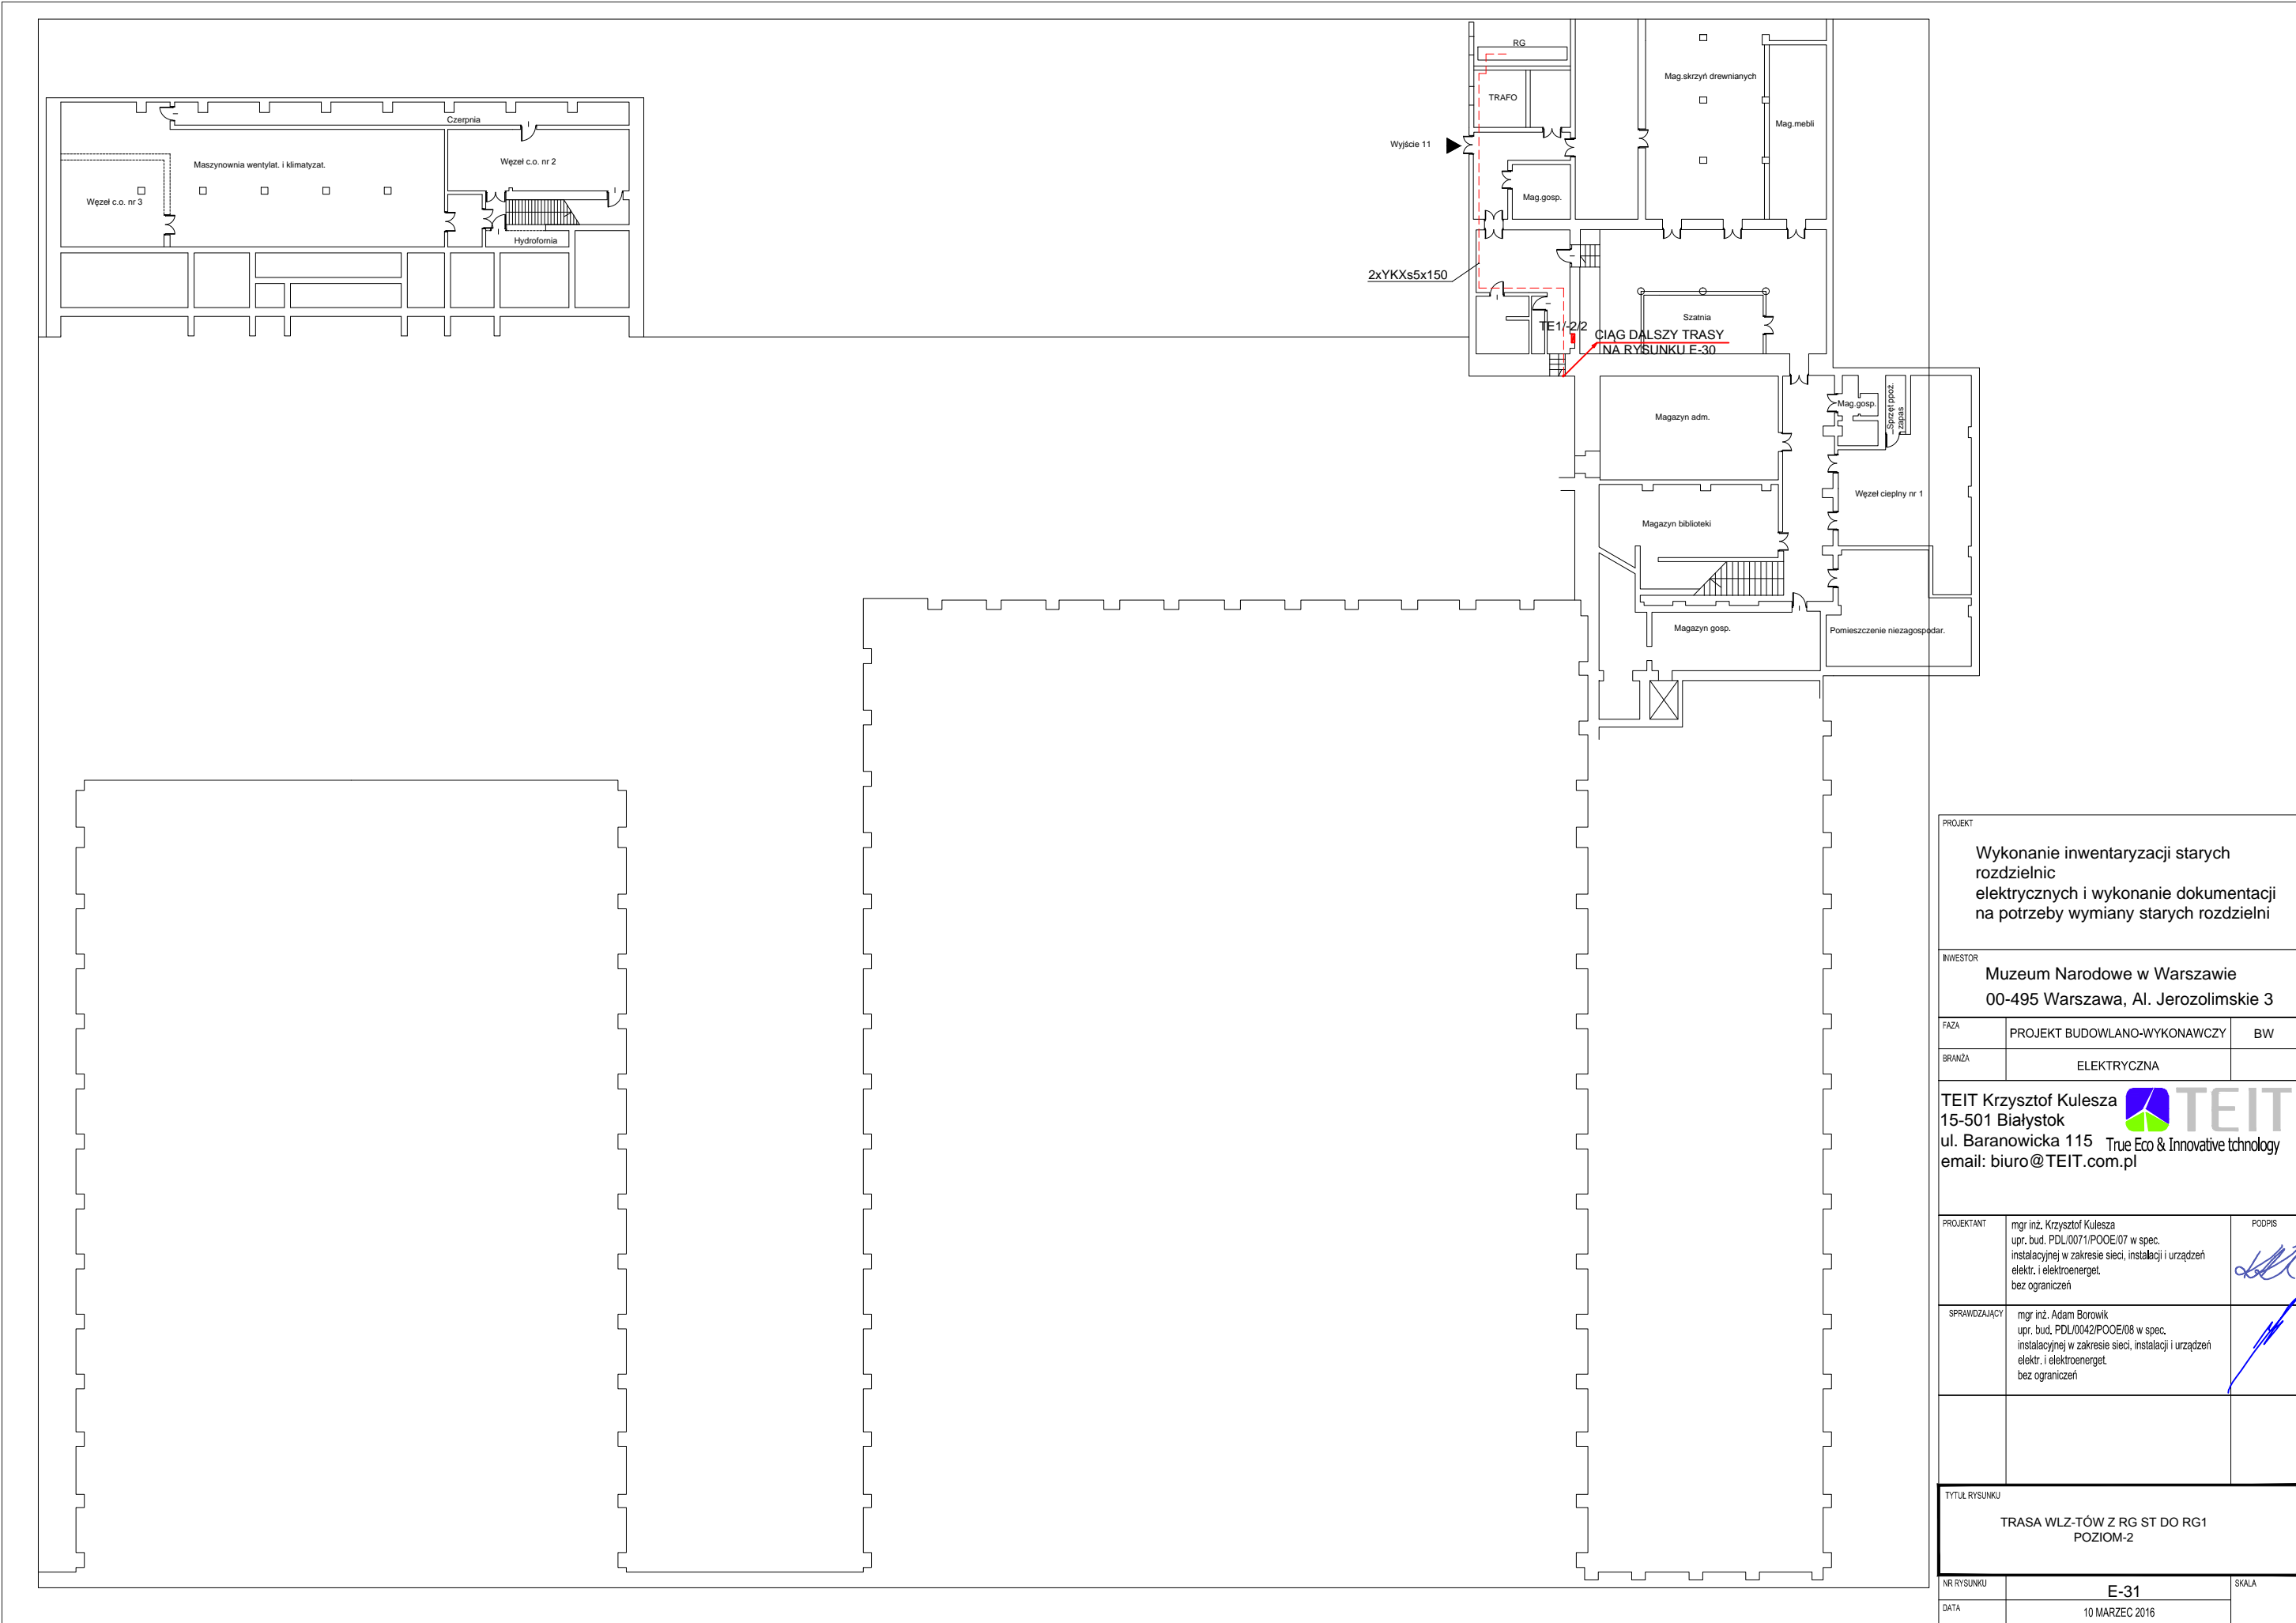 RG
TRAFO
Mag.skrzyń drewnianych
Mag.mebli
Wyjście 11
Mag.gosp.
Czerpnia
Maszynownia wentylat. i klimatyzat.
Węzeł c.o. nr 2
Węzeł c.o. nr 3
Hydrofornia
2xYKXs5x150
Szatnia
TE1/-2/2
CIĄG DALSZY TRASY
NA RYSUNKU E-30
Magazyn adm.
Mag.gosp.
Sprzęt ppoż.
zapas
Węzeł cieplny nr 1
Magazyn biblioteki
Magazyn gosp.
Pomieszczenie niezagospodar.
PROJEKT
Wykonanie inwentaryzacji starych
rozdzielnic
elektrycznych i wykonanie dokumentacji
na potrzeby wymiany starych rozdzielni
INWESTOR
Muzeum Narodowe w Warszawie
00-495 Warszawa, Al. Jerozolimskie 3
FAZA
PROJEKT BUDOWLANO-WYKONAWCZY
BW
BRANŻA
ELEKTRYCZNA
TEIT Krzysztof Kulesza
15-501 Białystok
ul. Baranowicka 115
email: biuro@TEIT.com.pl
TEIT
True Eco & Innovative tchnology
PROJEKTANT
mgr inż. Krzysztof Kulesza
upr. bud. PDL/0071/POOE/07 w spec.
instalacyjnej w zakresie sieci, instalacji i urządzeń
elektr. i elektroenerget.
bez ograniczeń
PODPIS
SPRAWDZAJĄCY
mgr inż. Adam Borowik
upr. bud. PDL/0042/POOE/08 w spec.
instalacyjnej w zakresie sieci, instalacji i urządzeń
elektr. i elektroenerget.
bez ograniczeń
TYTUŁ RYSUNKU
TRASA WLZ-TÓW Z RG ST DO RG1
POZIOM-2
NR RYSUNKU
E-31
SKALA
DATA
10 MARZEC 2016